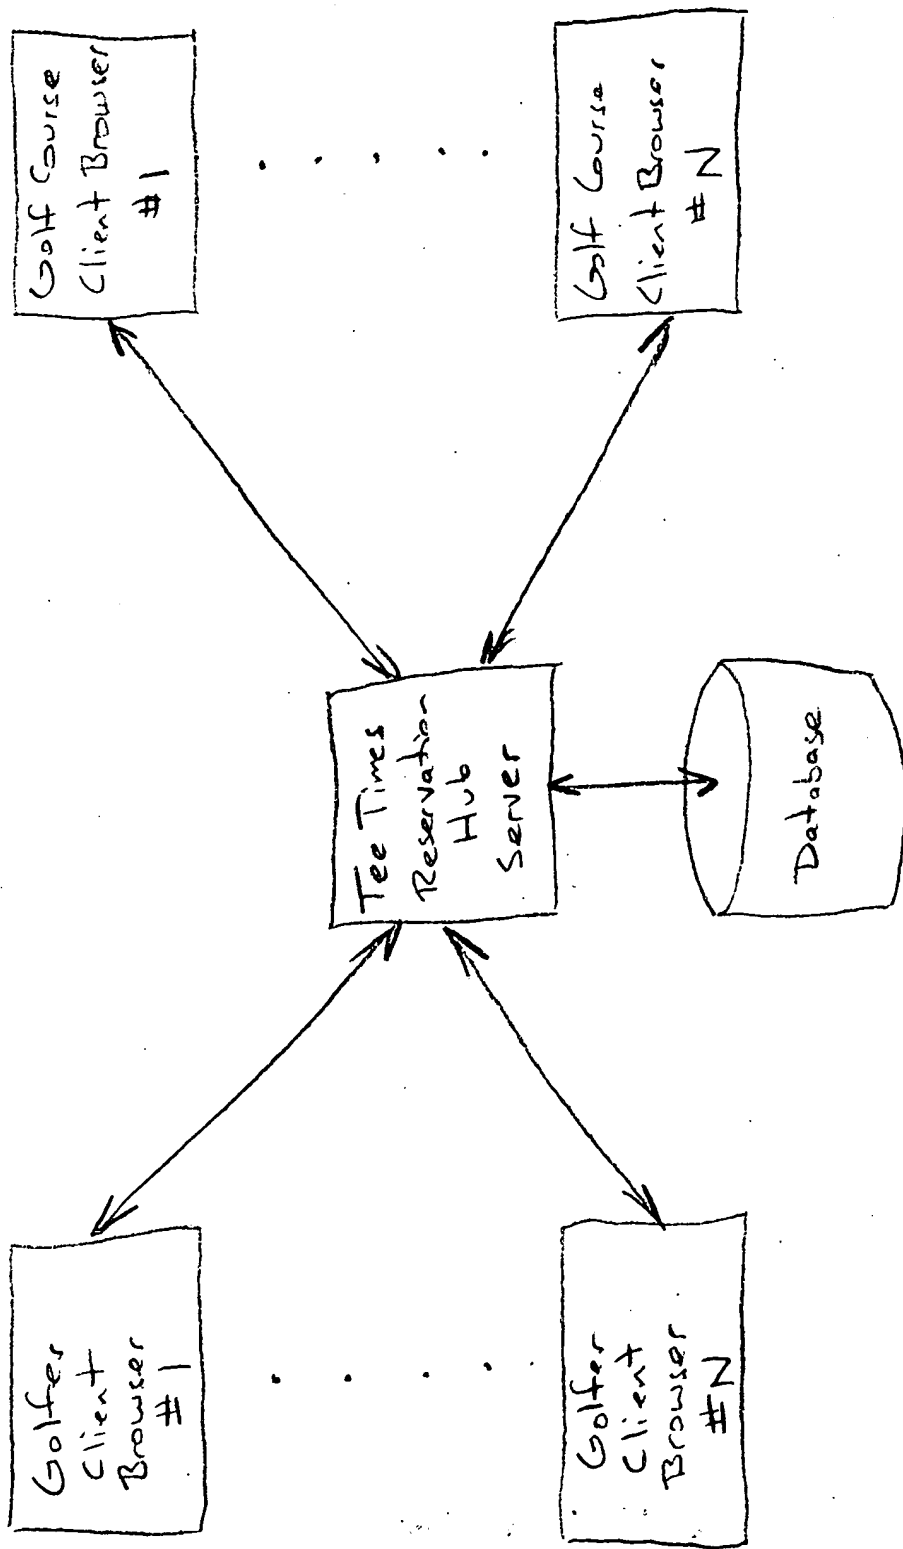 Golfer
Client
Browser
#1
Golfer
Client
Browser
#N
Tee Times
Reservation
Hub
Server
Database
Golf Course
Client Browser
#1
Golf Course
Client Browser
#N